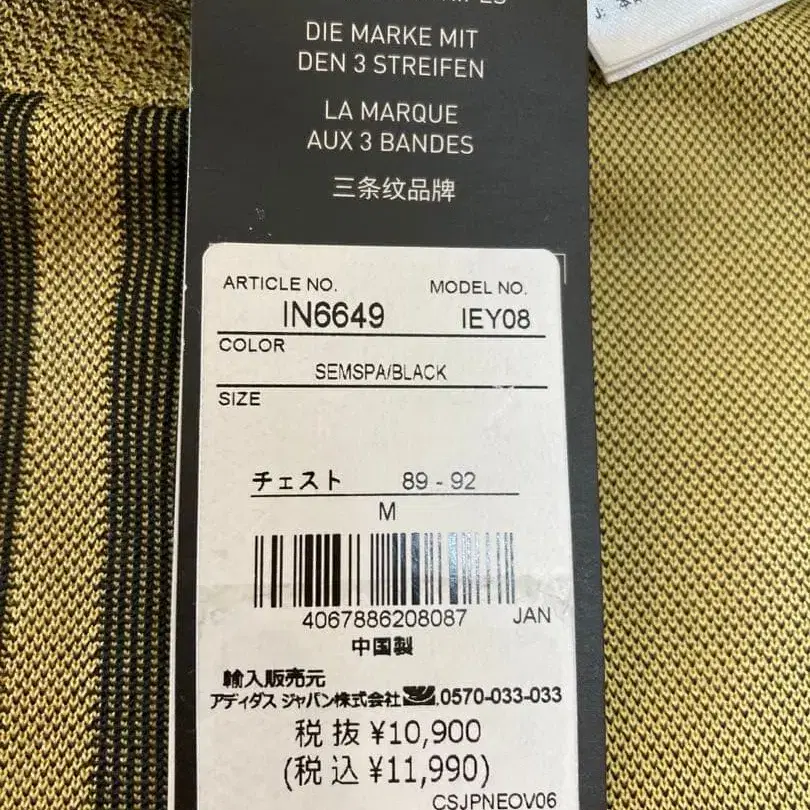 DIE MARKE MIT
DEN 3 STREIFEN
LA MARQUE
AUX 3 BANDES
三条纹品牌
ARTICLE NO. MODEL NO.
IN6649 IEY08
COLOR
SEMSPA/BLACK
SIZE
チェスト 89 - 92
M
4067886208087 JAN
中国製
輸入販売元
アディダス ジャパン株式会社 0570-033-033
税 抜 ¥10,900
(税 込 ¥11,990)
CSJPNEOV06